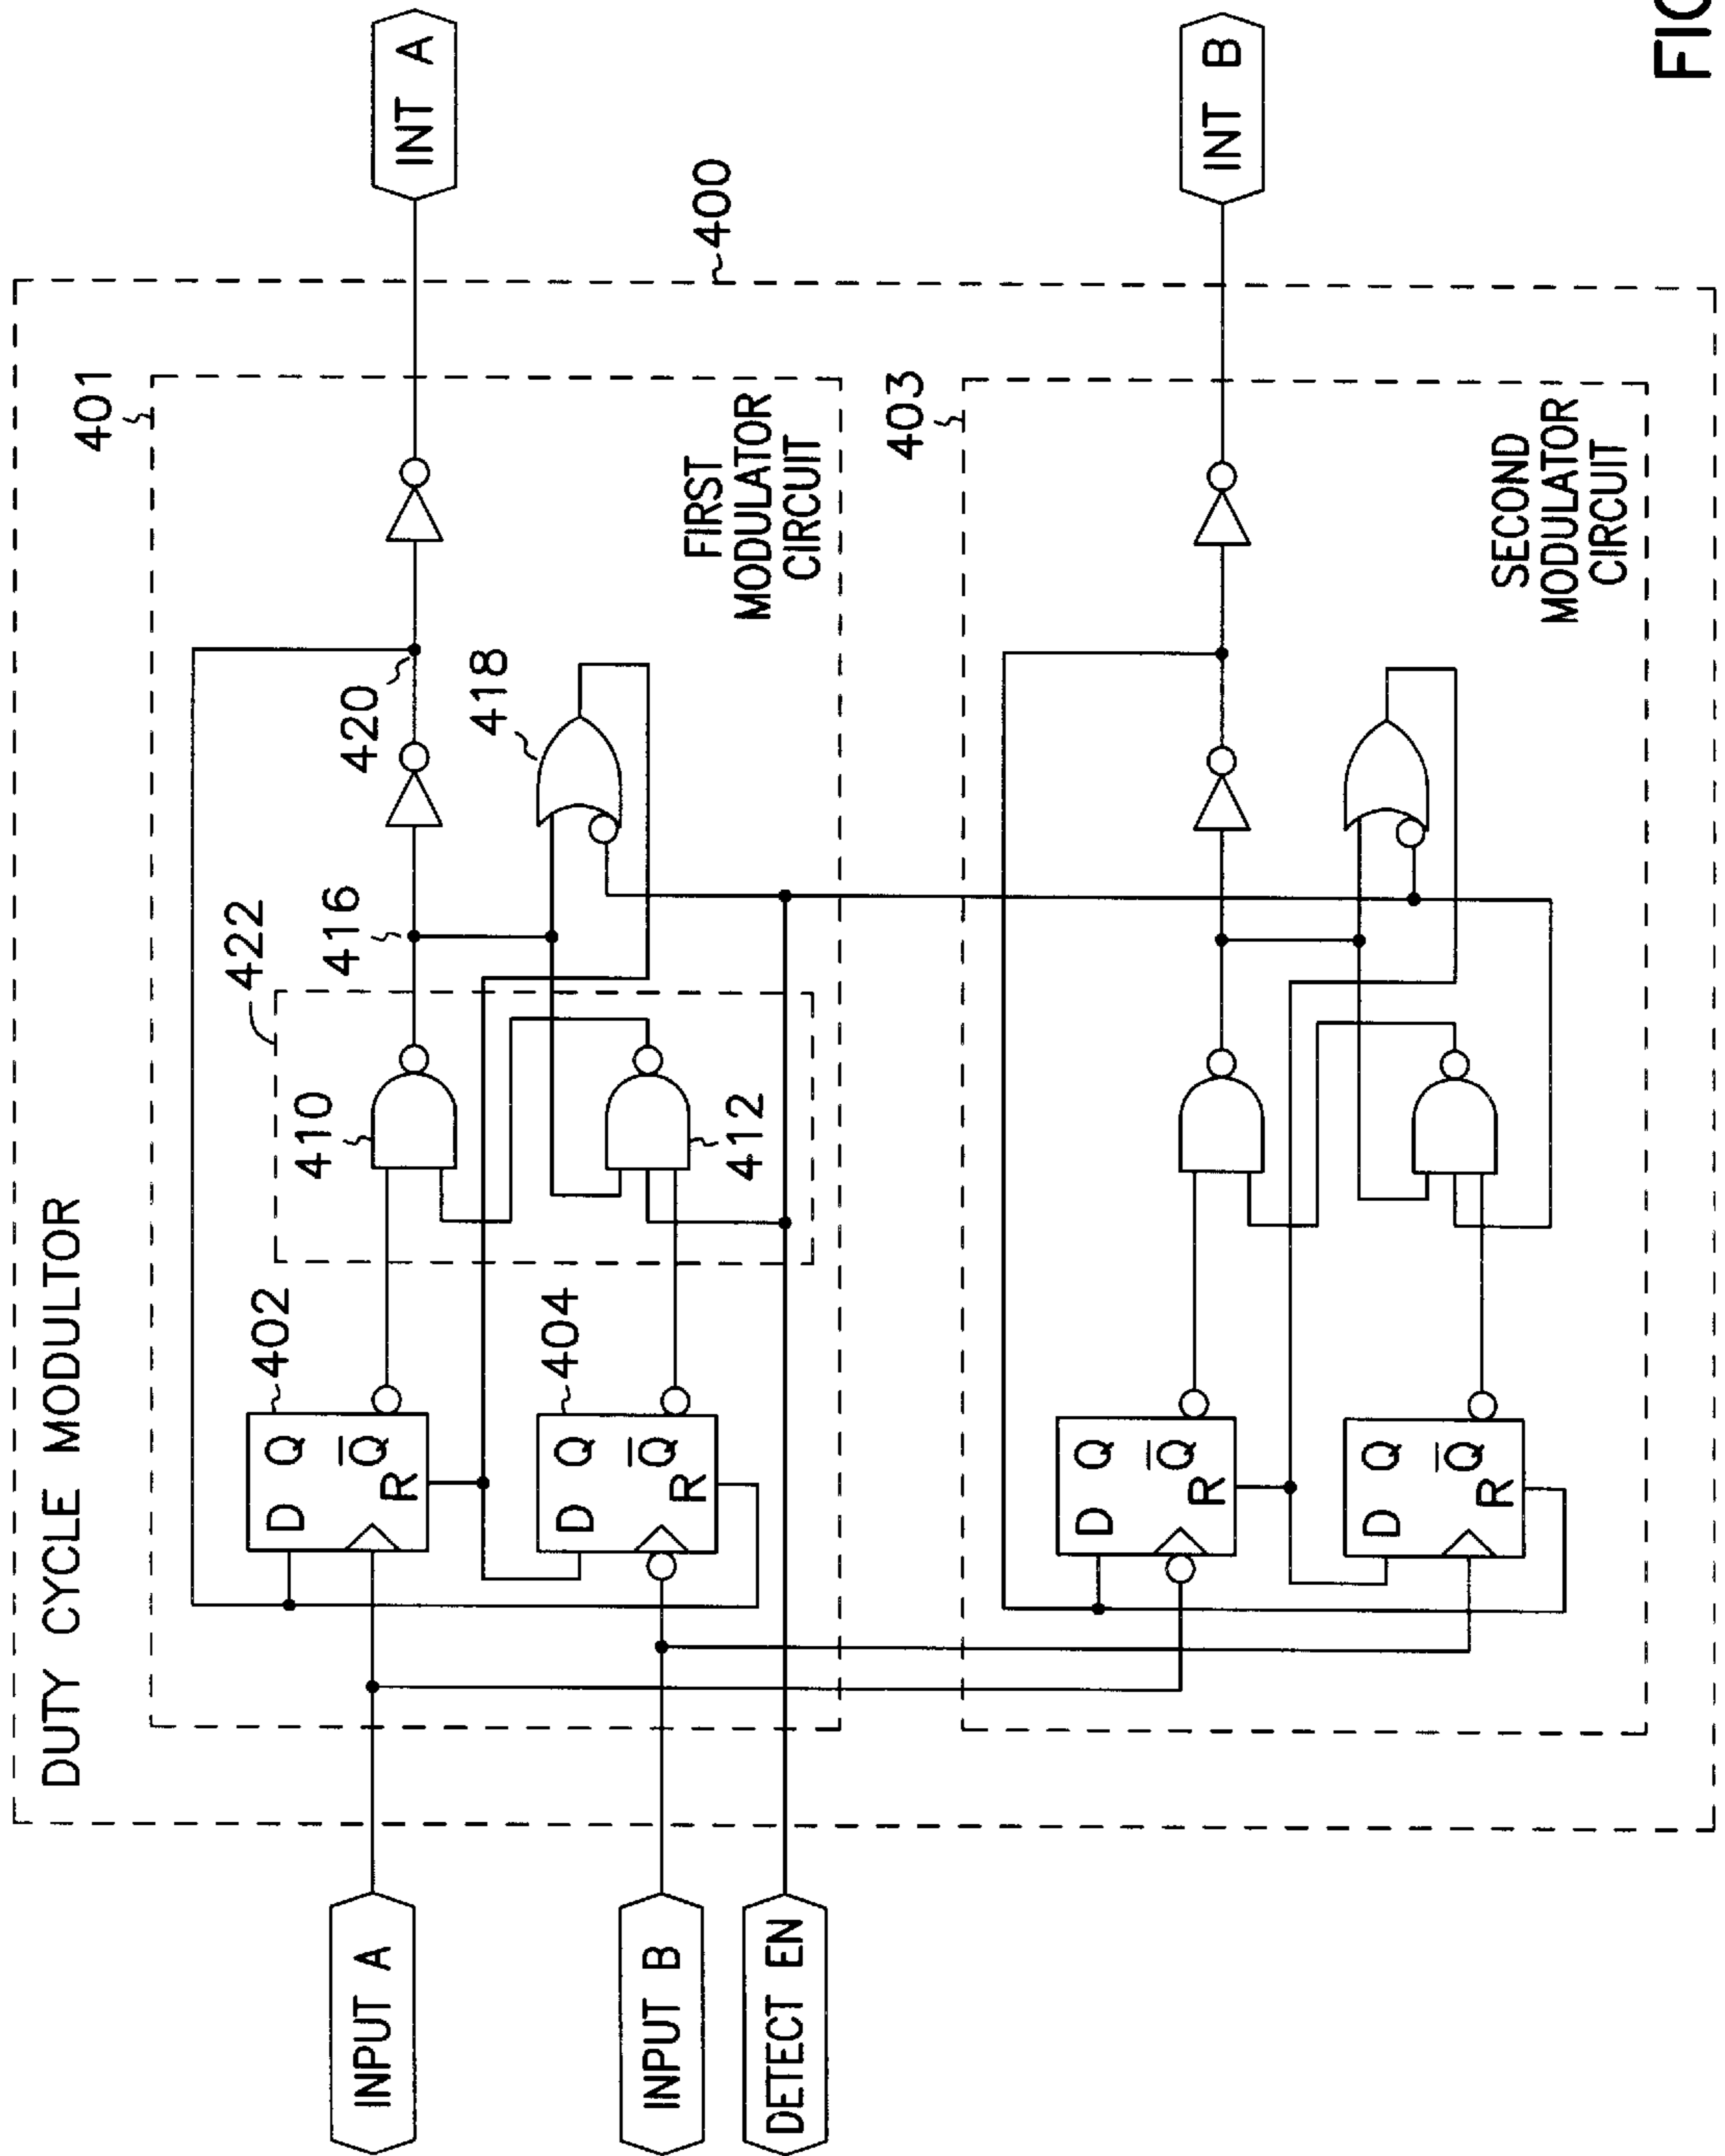 DUTY CYCLE MODULTOR
400
401
INPUT A
INPUT B
DETECT EN
402
D Q
Q̅
R
404
D Q
Q̅
R
422
410
412
416
418
420
FIRST
MODULATOR
CIRCUIT
INT A
403
D Q
Q̅
R
D Q
Q̅
R
SECOND
MODULATOR
CIRCUIT
INT B